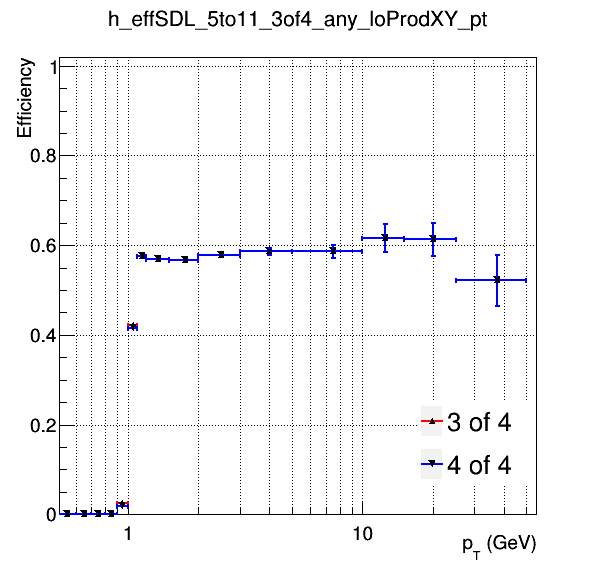 h_effSDL_5to11_3of4_any_loProdXY_pt
Efficiency
1
0.8
0.6
0.4
0.2
0
3 of 4
4 of 4
1
10
pT (GeV)